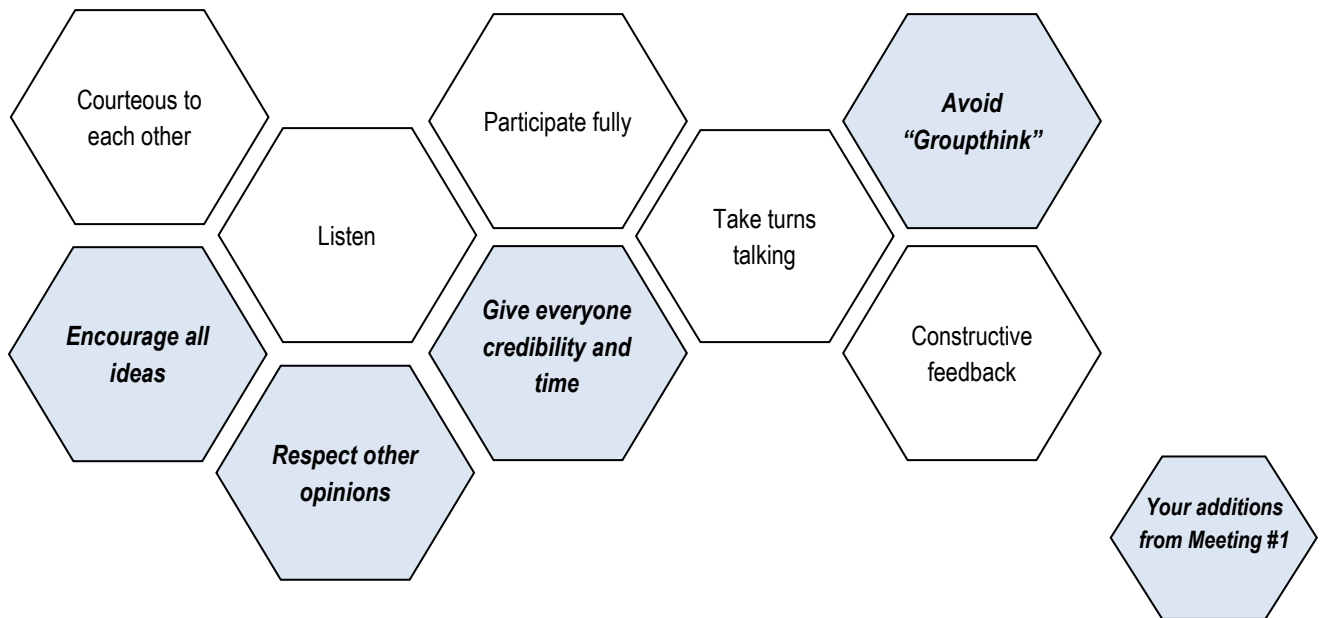 Courteous to
each other
Participate fully
Avoid
“Groupthink”
Listen
Take turns
talking
Encourage all
ideas
Give everyone
credibility and
time
Constructive
feedback
Respect other
opinions
Your additions
from Meeting #1